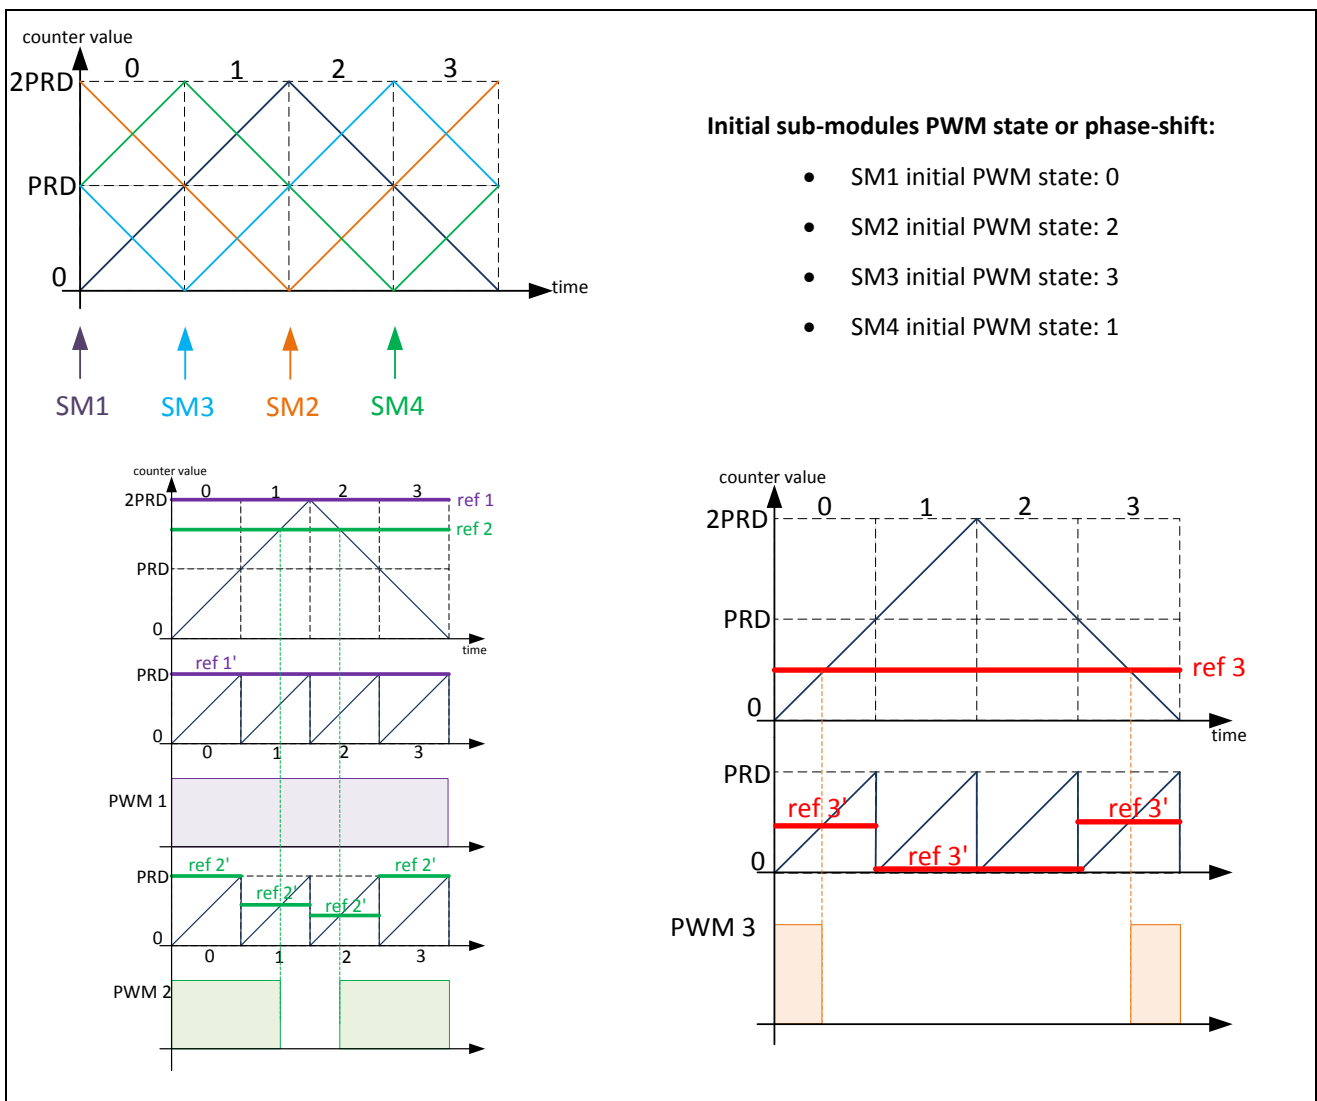 counter value
0 1 2 3
2PRD
PRD
0
time
SM1 SM3 SM2 SM4
Initial sub-modules PWM state or phase-shift:
• SM1 initial PWM state: 0
• SM2 initial PWM state: 2
• SM3 initial PWM state: 3
• SM4 initial PWM state: 1
counter value
0 1 2 3
2PRD ref 1
ref 2
PRD
0
time
ref 1'
PRD
0
0 1 2 3
PWM 1
ref 2' ref 2'
PRD
ref 2'
ref 2'
0
0 1 2 3
PWM 2
counter value
0 1 2 3
2PRD
PRD
ref 3
0
time
PRD
ref 3' ref 3'
ref 3'
0
PWM 3